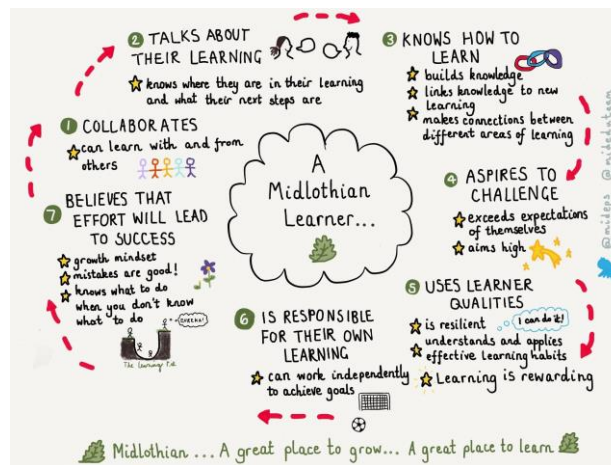 A
Midlothian
Learner...
1 COLLABORATES
can learn with and from
others
2 TALKS ABOUT
THEIR LEARNING
knows where they are in their learning
and what their next steps are
3 KNOWS HOW TO
LEARN
builds knowledge
links knowledge to new
learning
makes connections between
different areas of learning
4 ASPIRES TO
CHALLENGE
exceeds expectations
of themselves
aims high
5 USES LEARNER
QUALITIES
is resilient
I can do it!
understands and applies
effective learning habits
Learning is rewarding
6 IS RESPONSIBLE
FOR THEIR OWN
LEARNING
can work independently
to achieve goals
7 BELIEVES THAT
EFFORT WILL LEAD
TO SUCCESS
growth mindset
mistakes are good!
knows what to do
when you don't know
what to do
EUREKA!
The Learning Pit
@mideps @mideduteam
Midlothian ... A great place to grow... A great place to learn